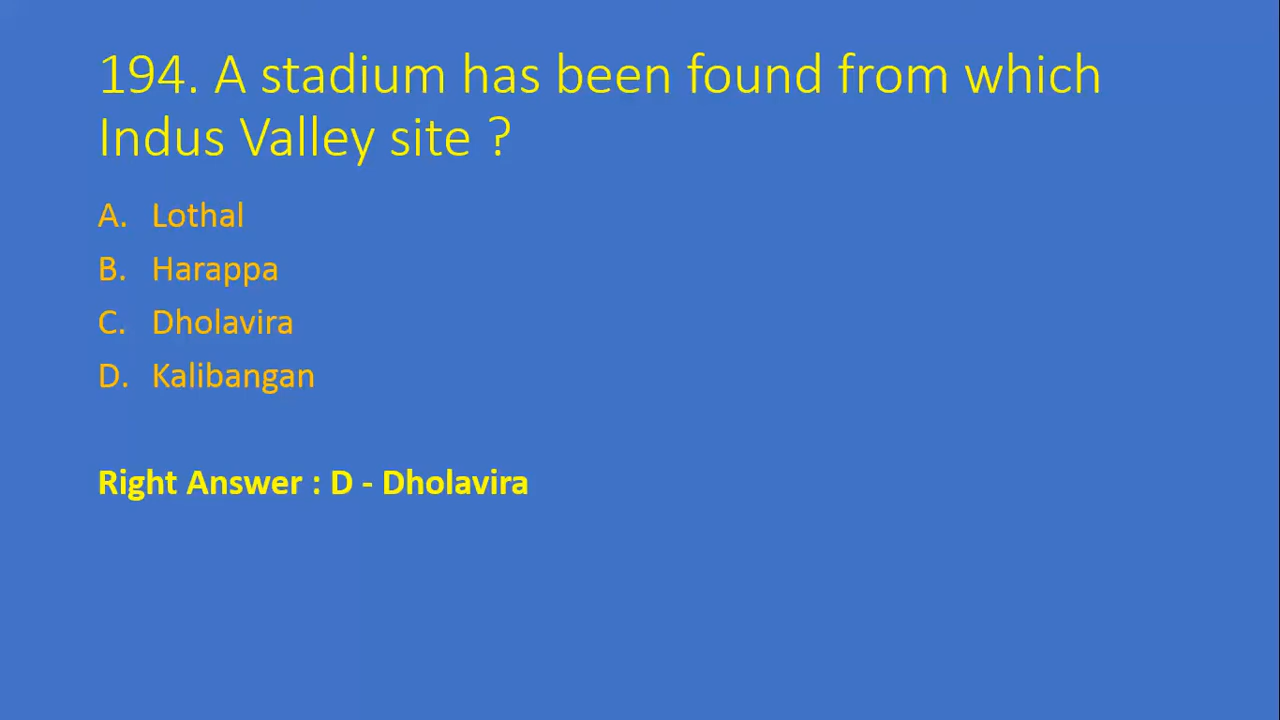 194. A stadium has been found from which
Indus Valley site ?
A. Lothal
B. Harappa
C. Dholavira
D. Kalibangan
Right Answer : D - Dholavira